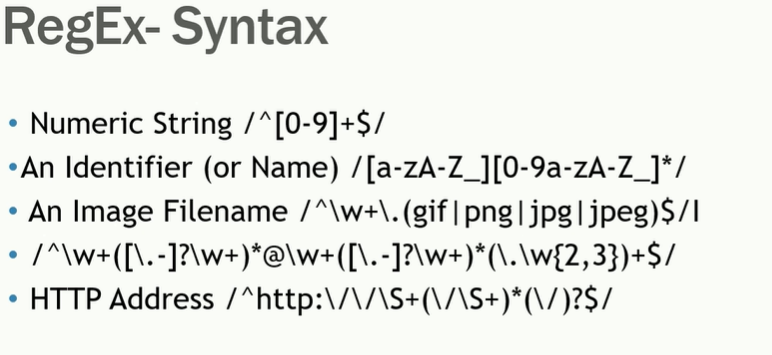 RegEx- Syntax
• Numeric String /^[0-9]+$/
•An Identifier (or Name) /[a-zA-Z_][0-9a-zA-Z_]*/
• An Image Filename /^\w+\.(gif|png|jpg|jpeg)$/I
• /^\w+([\.-]?\w+)*@\w+([\.-]?\w+)*(\.\w{2,3})+$/
• HTTP Address /^http:\/\/\S+(\/\S+)*(\/)?$/